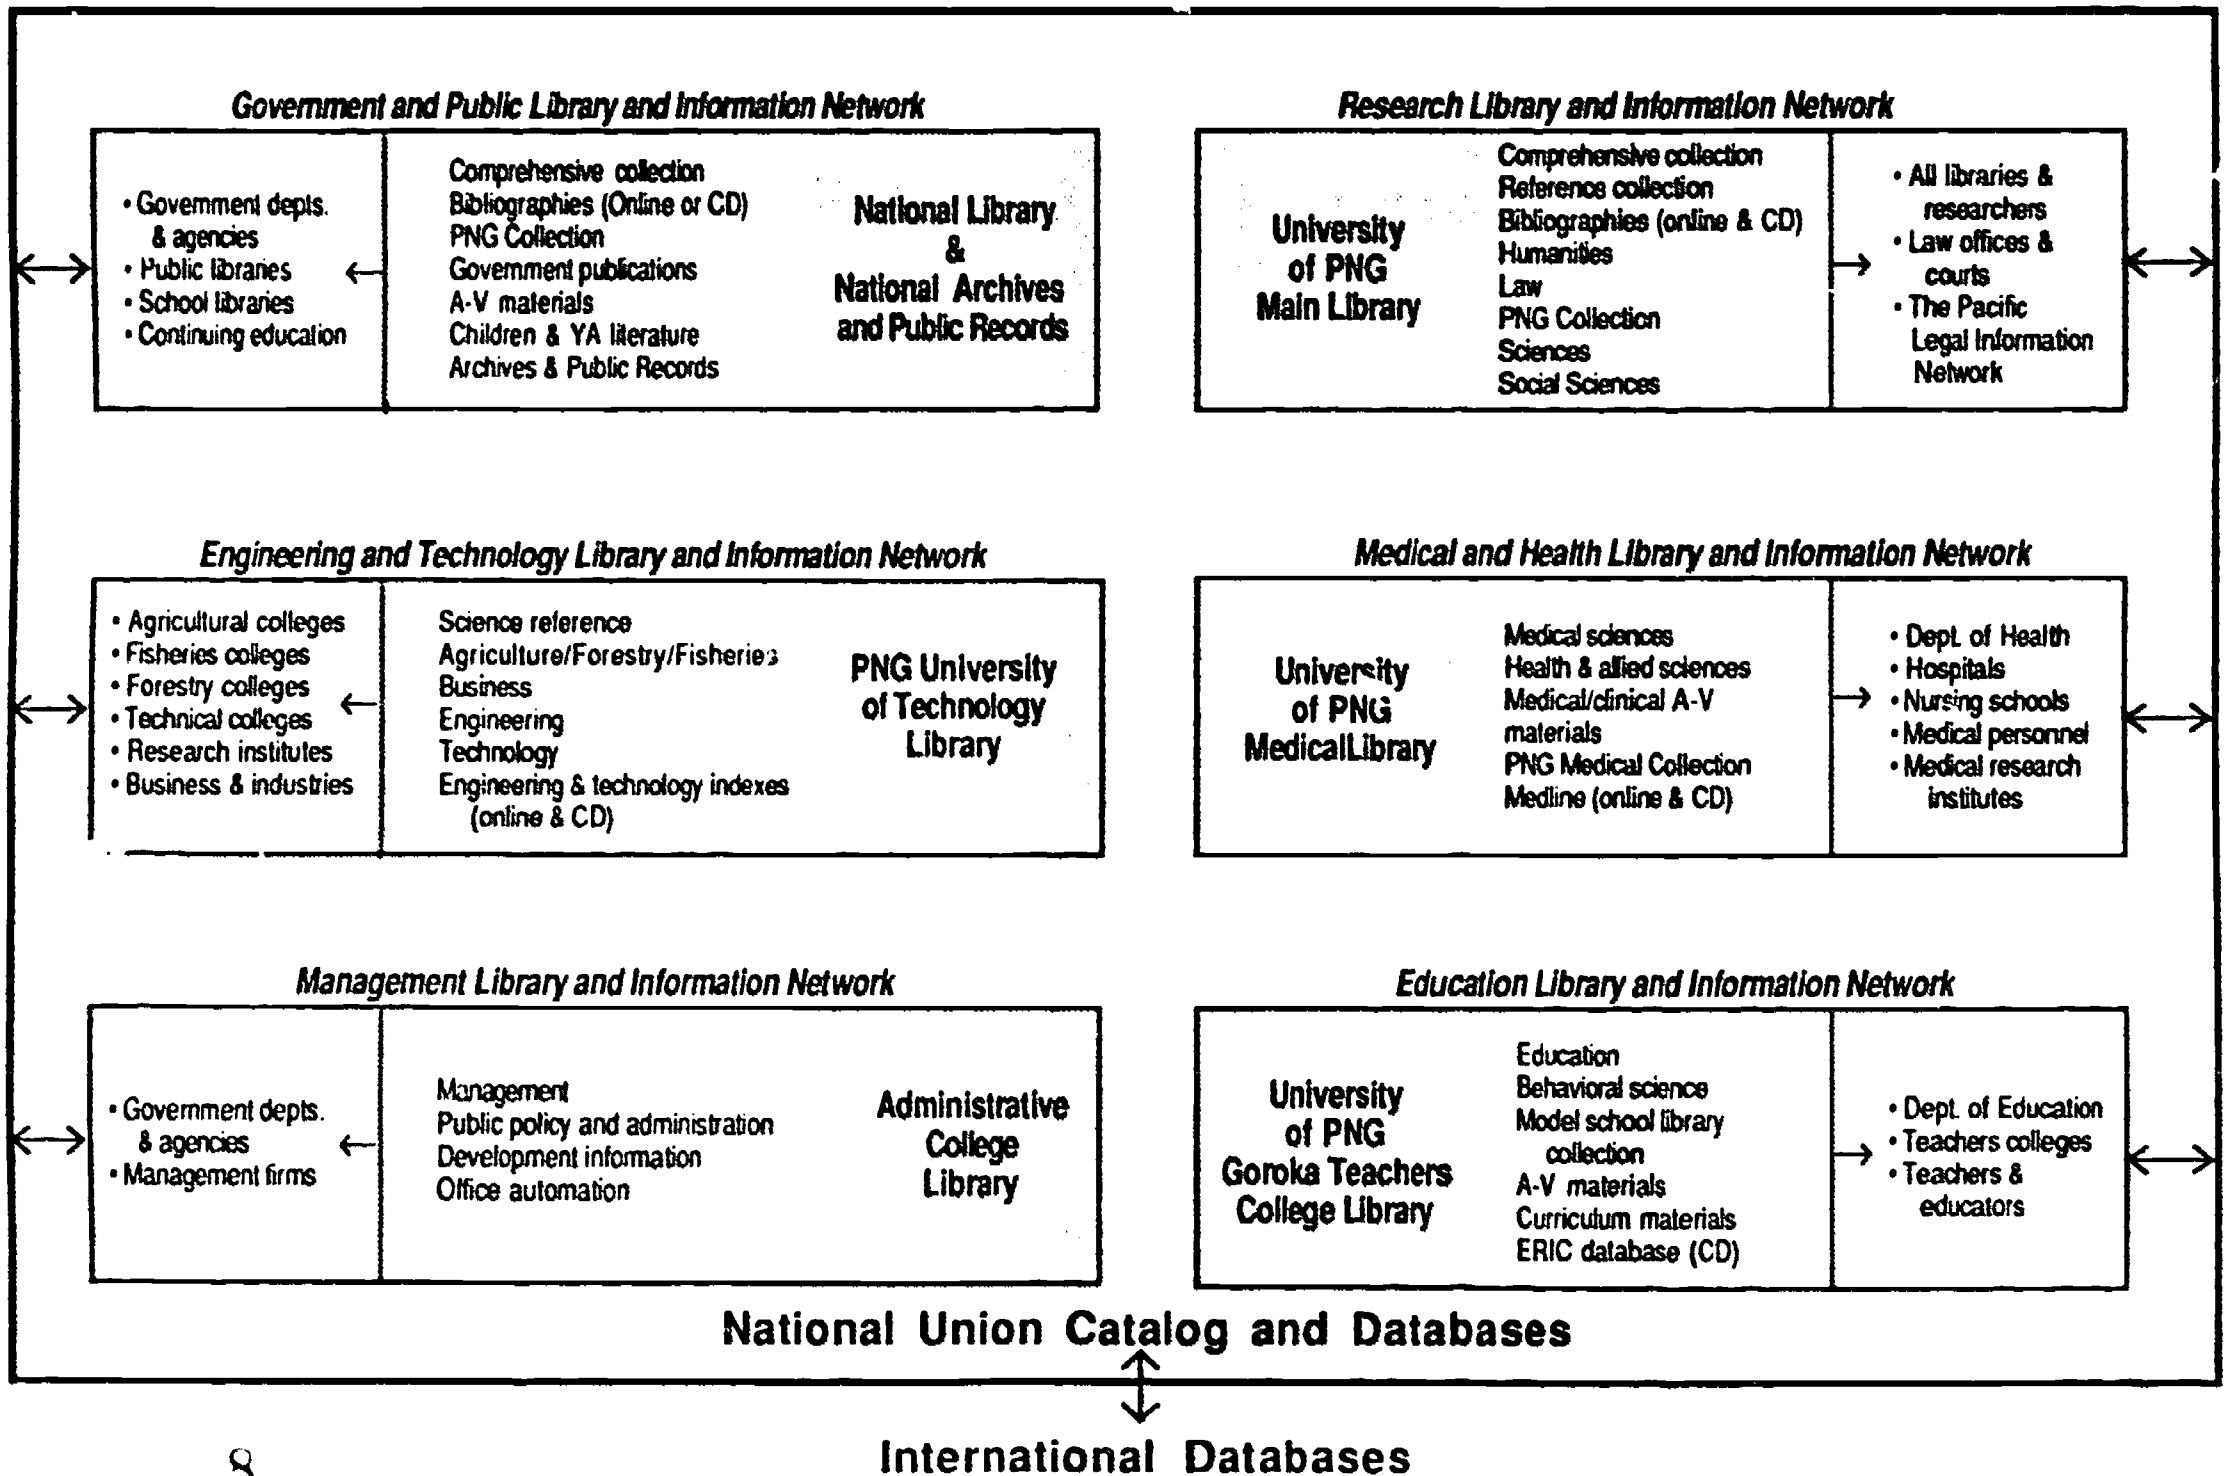 Government and Public Library and Information Network
• Government depts.
& agencies
• Public libraries
• School libraries
• Continuing education
Comprehensive collection
Bibliographies (Online or CD)
PNG Collection
Government publications
A-V materials
Children & YA literature
Archives & Public Records
National Library
&
National Archives
and Public Records
Research Library and Information Network
University
of PNG
Main Library
Comprehensive collection
Reference collection
Bibliographies (online & CD)
Humanities
Law
PNG Collection
Sciences
Social Sciences
• All libraries &
researchers
• Law offices &
courts
• The Pacific
Legal Information
Network
Engineering and Technology Library and Information Network
• Agricultural colleges
• Fisheries colleges
• Forestry colleges
• Technical colleges
• Research institutes
• Business & industries
Science reference
Agriculture/Forestry/Fisheries
Business
Engineering
Technology
Engineering & technology indexes
(online & CD)
PNG University
of Technology
Library
Medical and Health Library and Information Network
University
of PNG
MedicalLibrary
Medical sciences
Health & allied sciences
Medical/clinical A-V
materials
PNG Medical Collection
Medline (online & CD)
• Dept. of Health
• Hospitals
• Nursing schools
• Medical personnel
• Medical research
institutes
Management Library and Information Network
• Government depts.
& agencies
• Management firms
Management
Public policy and administration
Development information
Office automation
Administrative
College
Library
Education Library and Information Network
University
of PNG
Goroka Teachers
College Library
Education
Behavioral science
Model school library
collection
A-V materials
Curriculum materials
ERIC database (CD)
• Dept. of Education
• Teachers colleges
• Teachers &
educators
National Union Catalog and Databases
International Databases
8